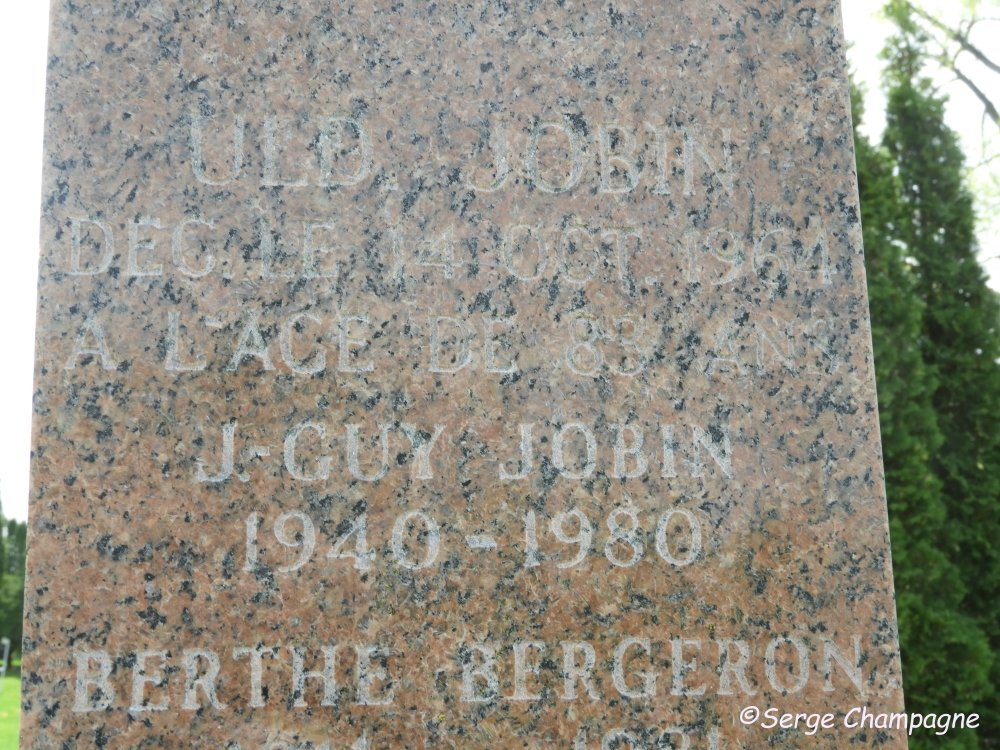 ULD. JOBIN
DEC. LE 14 OCT. 1964
A L'AGE DE 83 ANS
J.-GUY JOBIN
1940 - 1980
BERTHE BERGERON
©Serge Champagne